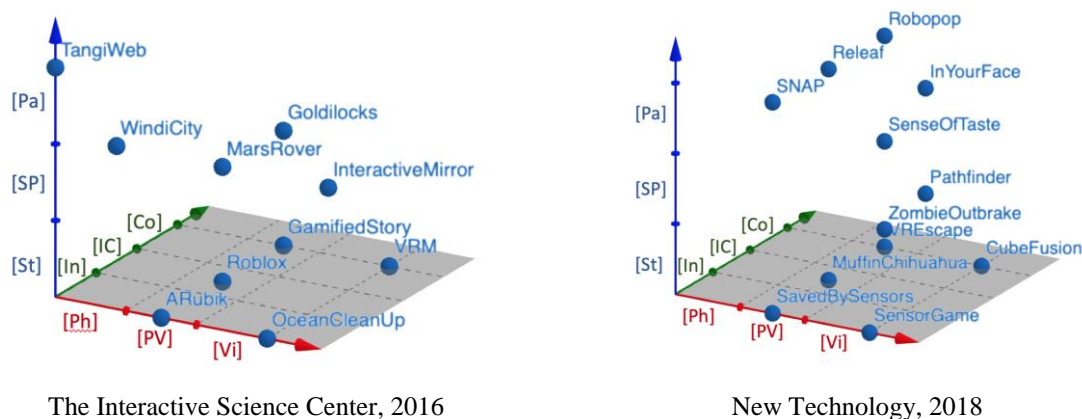 TangiWeb
[Pa]
Goldilocks
WindiCity
MarsRover
InteractiveMirror
[SP]
[Co]
GamifiedStory
[IC]
VRM
[St]
[In]
Roblox
ARubik
[Ph]
[PV]
OceanCleanUp
[Vi]
The Interactive Science Center, 2016
Robopop
Releaf
InYourFace
SNAP
[Pa]
SenseOfTaste
Pathfinder
[SP]
ZombieOutbrake
[Co]
VREscape
[IC]
CubeFusion
[St]
[In]
MuffinChihuahua
SavedBySensors
[Ph]
[PV]
SensorGame
[Vi]
New Technology, 2018